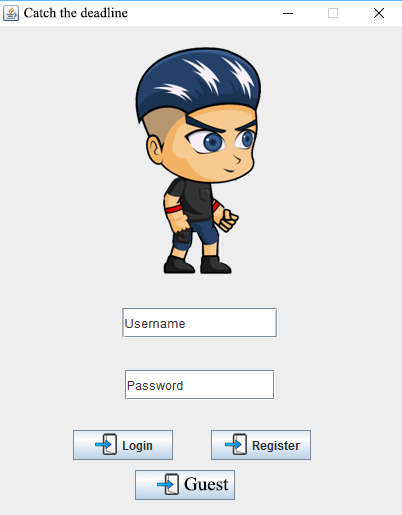 Catch the deadline
Username
Password
Login
Register
Guest